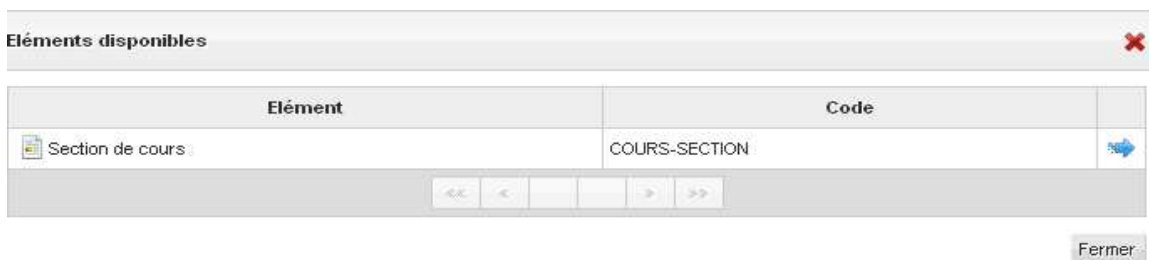 Eléments disponibles
Elément Code
Section de cours COURS-SECTION
<< < > >>
Fermer